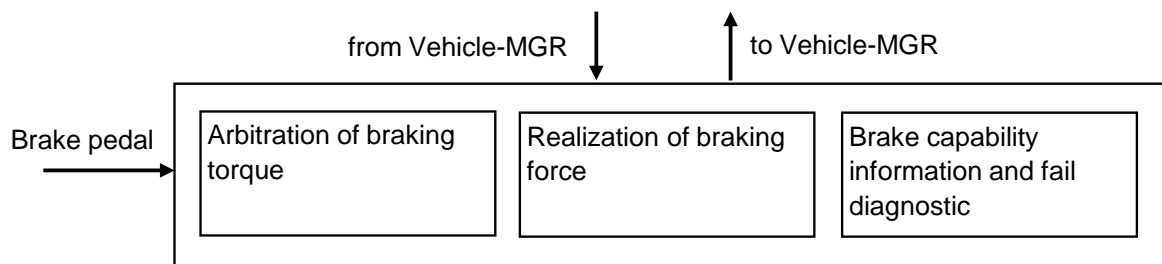 from Vehicle-MGR
to Vehicle-MGR
Brake pedal
Arbitration of braking
torque
Realization of braking
force
Brake capability
information and fail
diagnostic